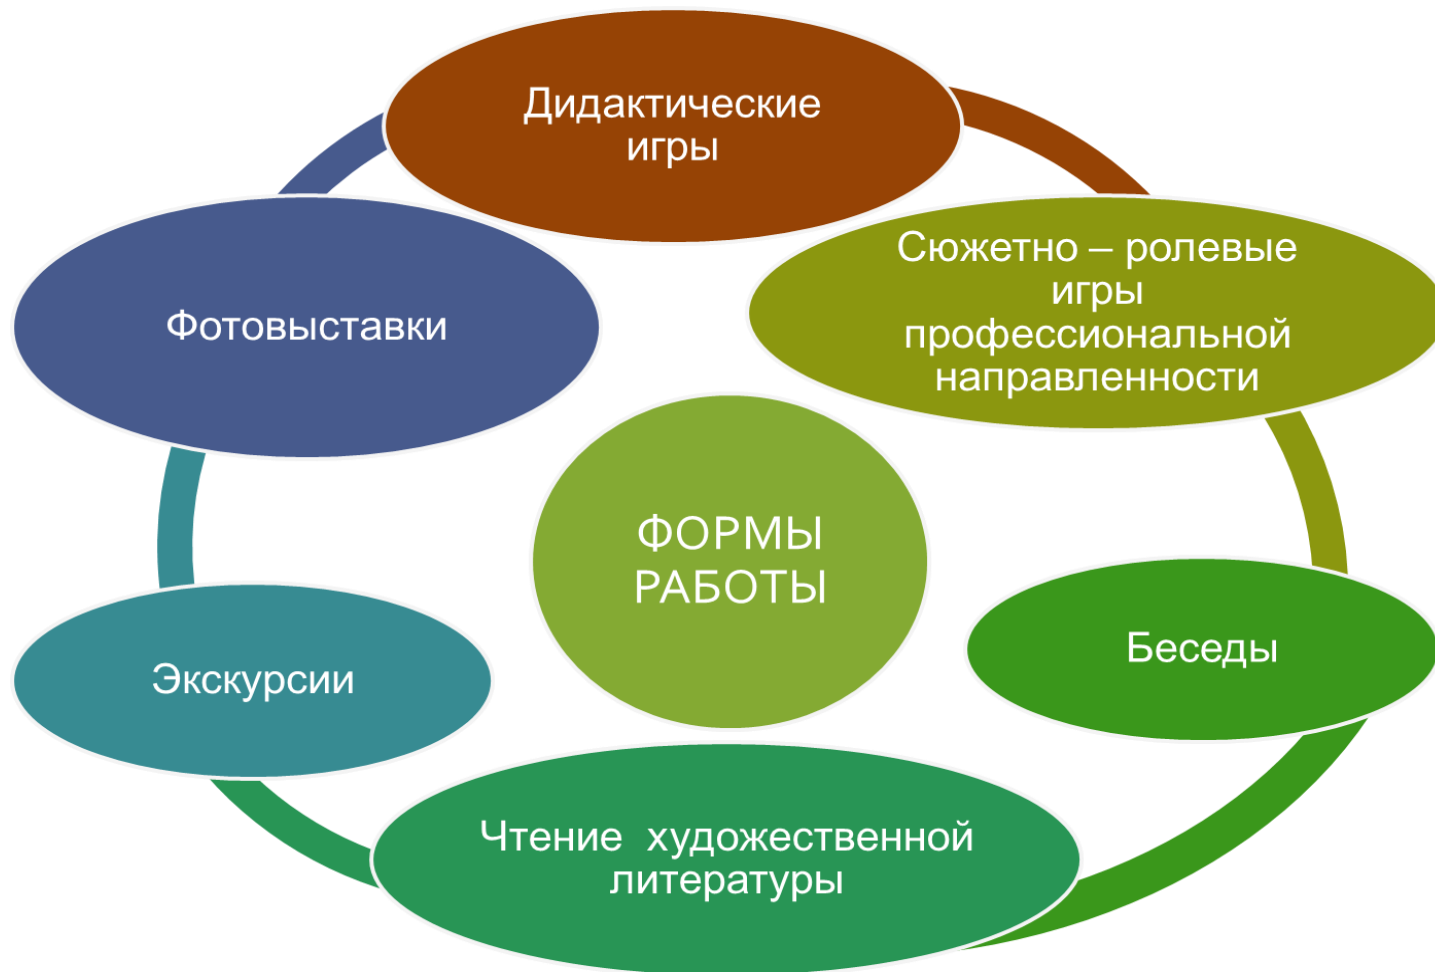 Дидактические
игры
Сюжетно – ролевые
игры
профессиональной
направленности
Фотовыставки
ФОРМЫ
РАБОТЫ
Беседы
Экскурсии
Чтение  художественной
литературы